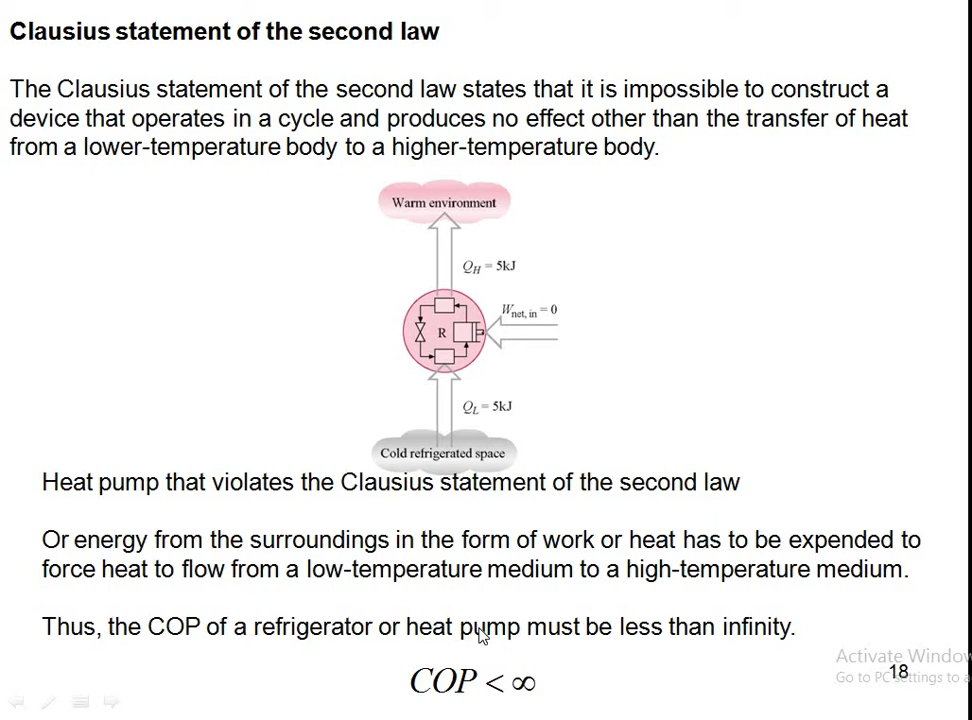 Clausius statement of the second law
The Clausius statement of the second law states that it is impossible to construct a
device that operates in a cycle and produces no effect other than the transfer of heat
from a lower-temperature body to a higher-temperature body.
Warm environment
Q_H = 5kJ
W_net, in = 0
R
Q_L = 5kJ
Cold refrigerated space
Heat pump that violates the Clausius statement of the second law
Or energy from the surroundings in the form of work or heat has to be expended to
force heat to flow from a low-temperature medium to a high-temperature medium.
Thus, the COP of a refrigerator or heat pump must be less than infinity.
COP < ∞
Activate Windo
Go to PC settings to a
18